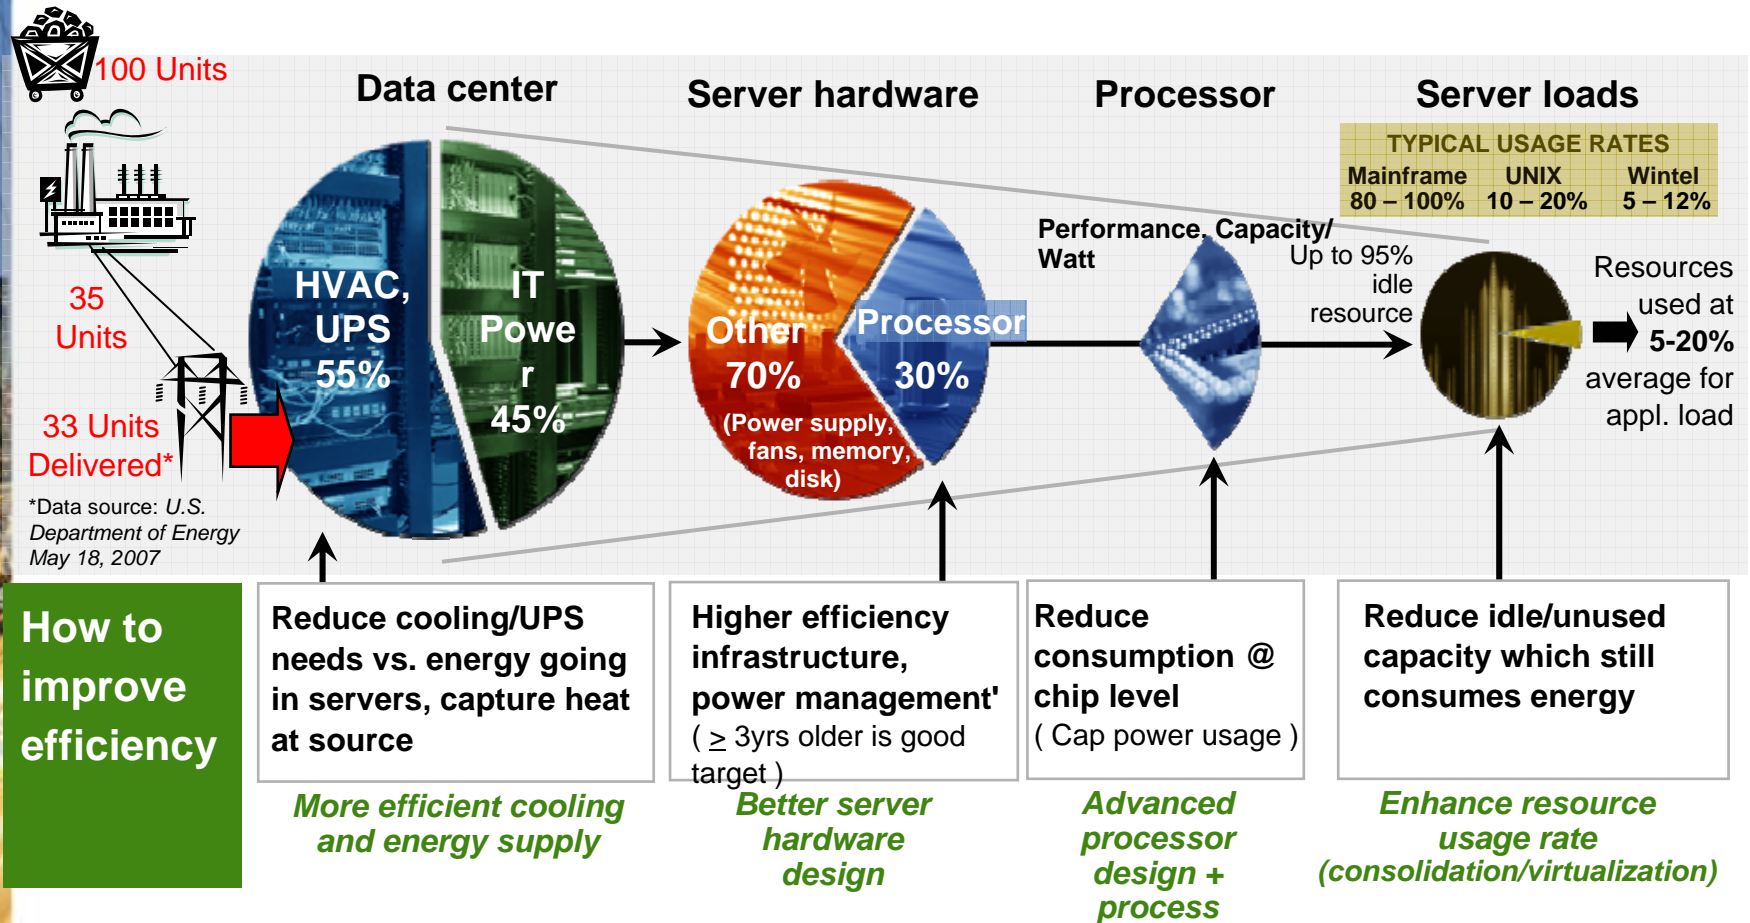 100 Units
35
Units
33 Units
Delivered*
*Data source: U.S.
Department of Energy
May 18, 2007
Data center
HVAC,
UPS
55%
IT
Powe
r
45%
Server hardware
Other
70%
(Power supply,
fans, memory,
disk)
Processor
30%
Processor
Performance, Capacity/
Watt
Server loads
TYPICAL USAGE RATES
Mainframe UNIX Wintel
80 – 100% 10 – 20% 5 – 12%
Up to 95%
idle
resource
Resources
used at
5-20%
average for
appl. load
How to
improve
efficiency
Reduce cooling/UPS
needs vs. energy going
in servers, capture heat
at source
More efficient cooling
and energy supply
Higher efficiency
infrastructure,
power management'
( ≥ 3yrs older is good
target )
Better server
hardware
design
Reduce
consumption @
chip level
( Cap power usage )
Advanced
processor
design +
process
Reduce idle/unused
capacity which still
consumes energy
Enhance resource
usage rate
(consolidation/virtualization)